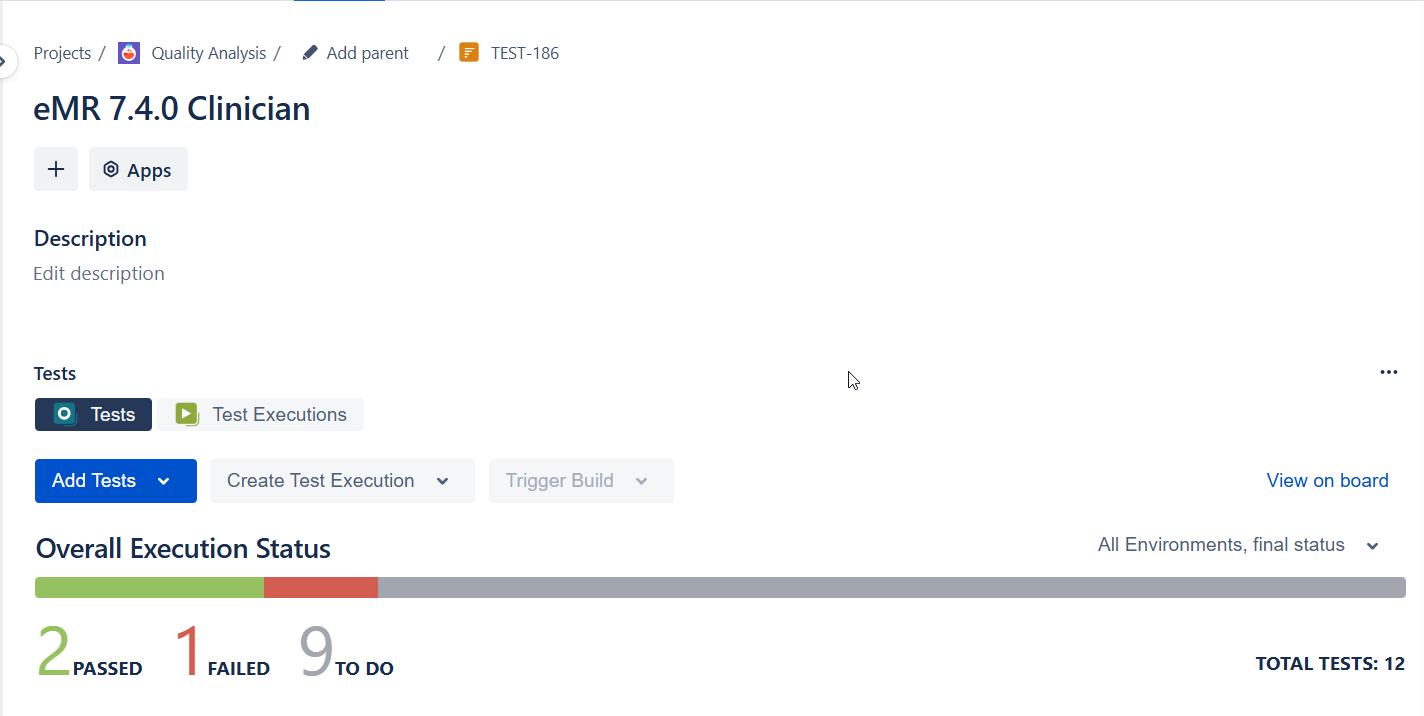 Projects / Quality Analysis / Add parent / TEST-186
eMR 7.4.0 Clinician
Apps
Description
Edit description
Tests
Tests Test Executions
Add Tests Create Test Execution Trigger Build View on board
Overall Execution Status All Environments, final status
2 PASSED 1 FAILED 9 TO DO TOTAL TESTS: 12